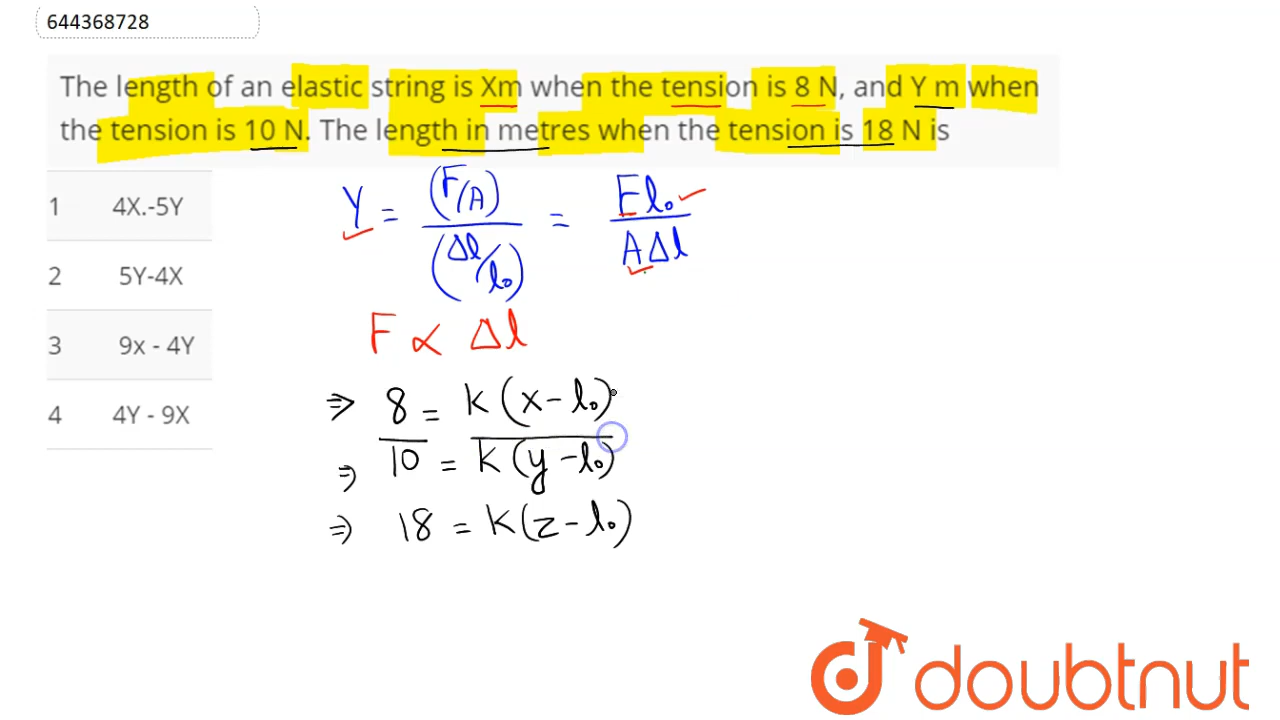 644368728
The length of an elastic string is Xm when the tension is 8 N, and Y m when
the tension is 10 N. The length in metres when the tension is 18 N is
1 4X.-5Y
2 5Y-4X
3 9x - 4Y
4 4Y - 9X
Y = (F/A) / (Δl/l₀) = Fl₀ / AΔl
F ∝ Δl
⇒ 8 = k(x - l₀)
⇒ 10 = k(y - l₀)
⇒ 18 = k(z - l₀)
doubtnut